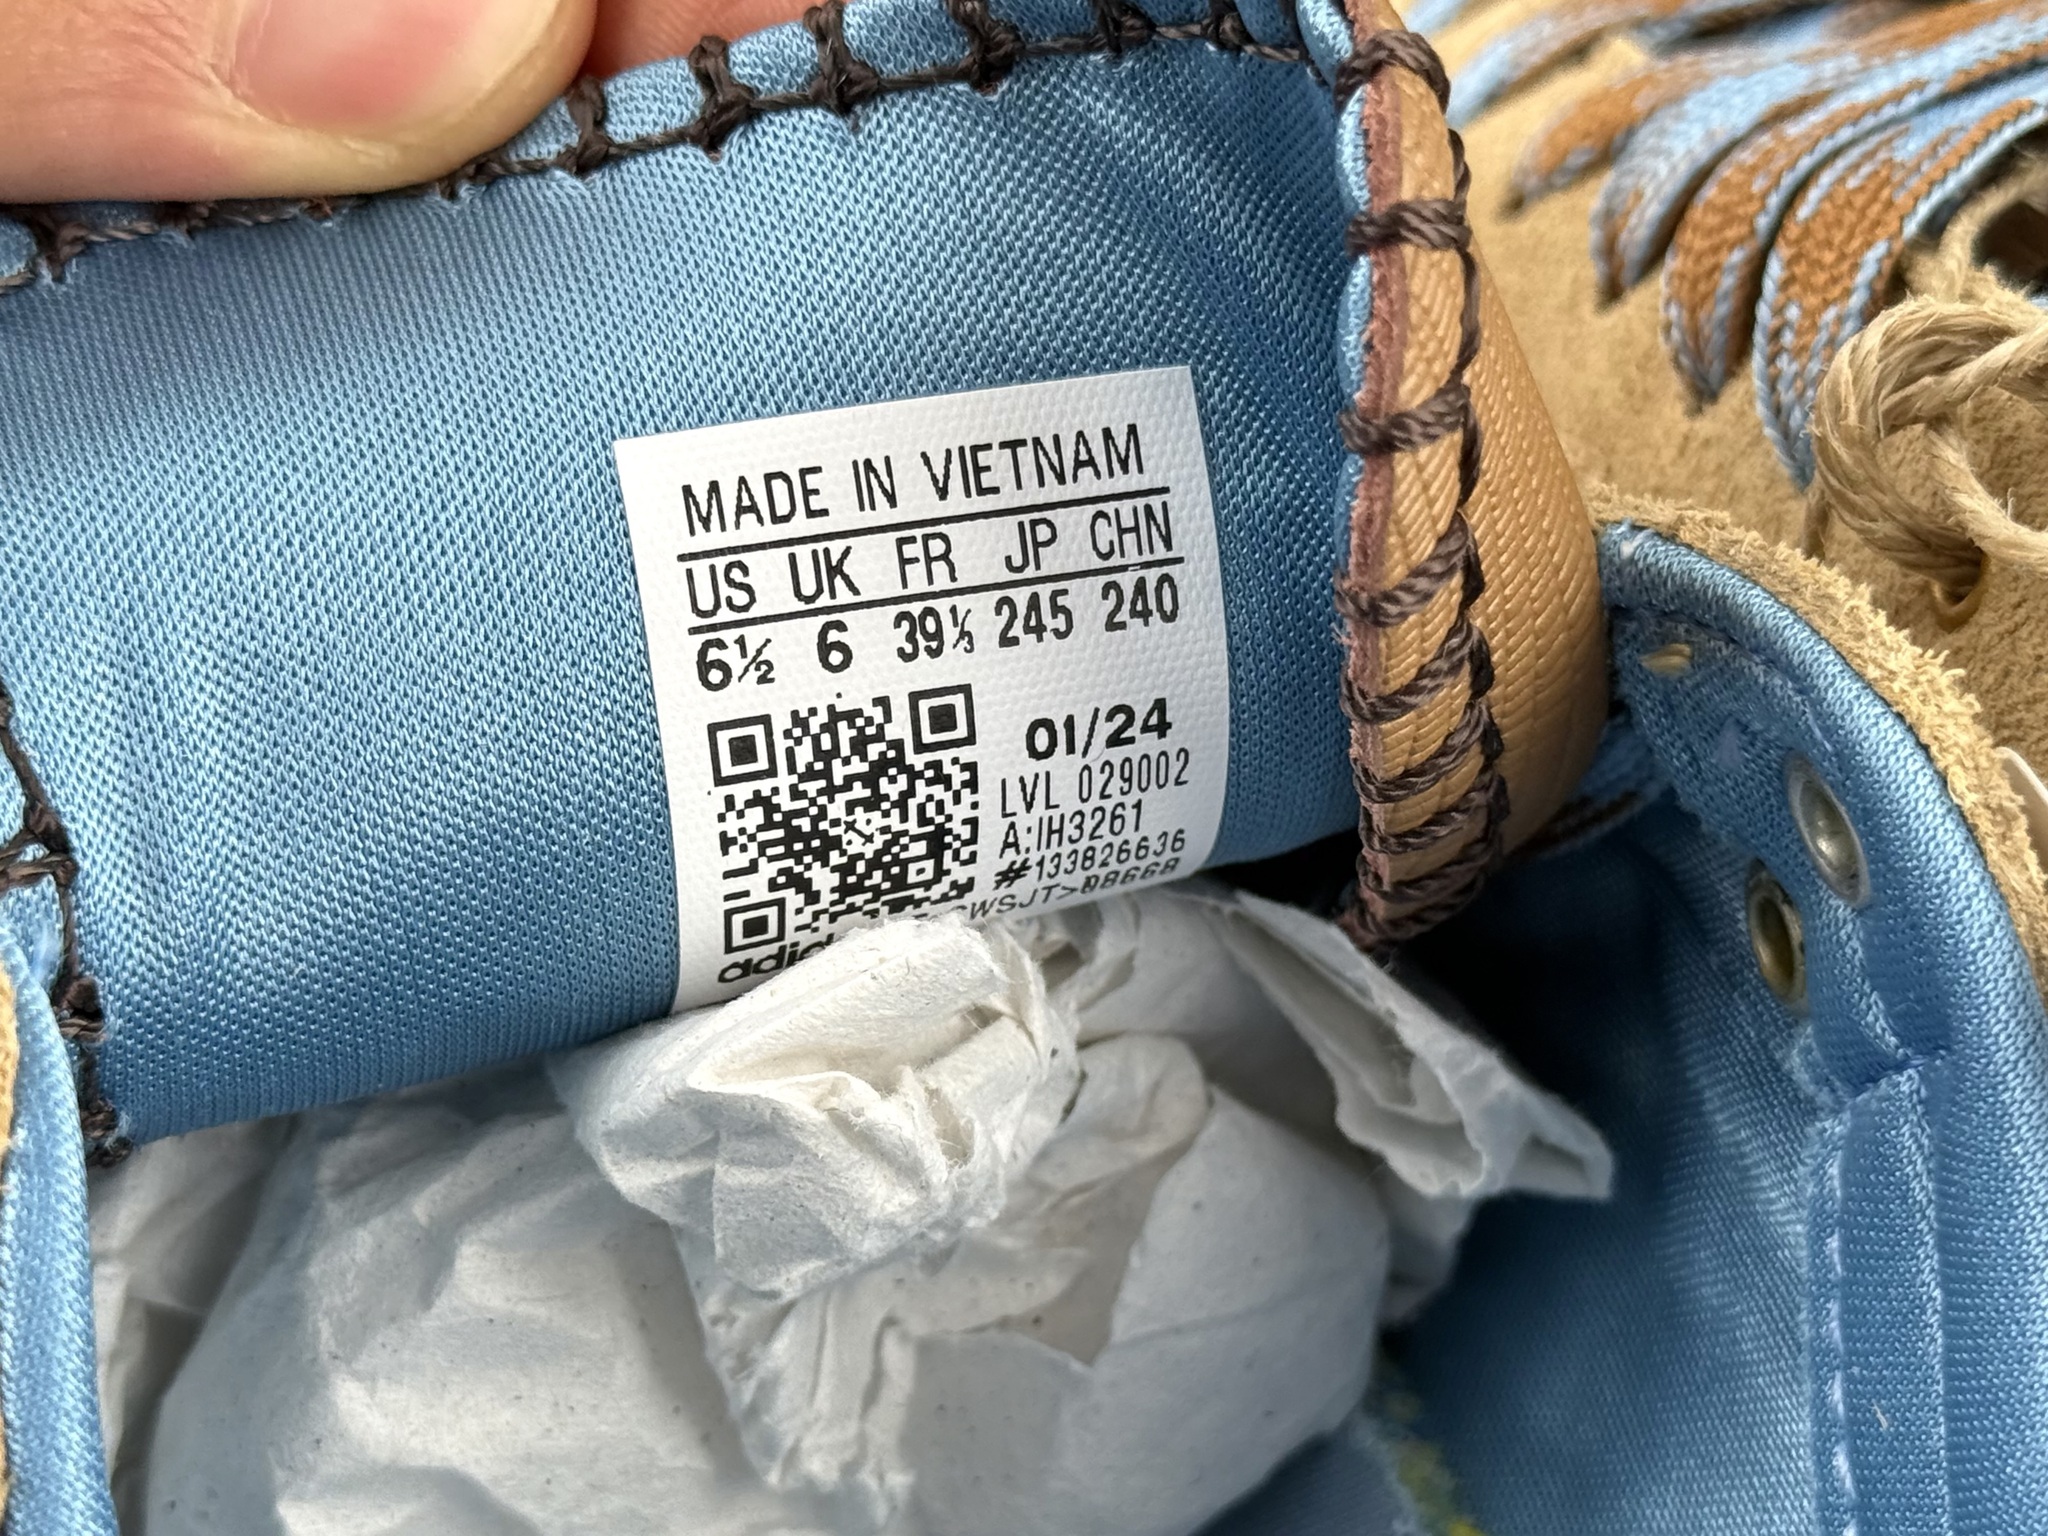 MADE IN VIETNAM
US UK FR JP CHN
6½ 6 39⅓ 245 240
01/24
LVL 029002
A:IH3261
#133826636